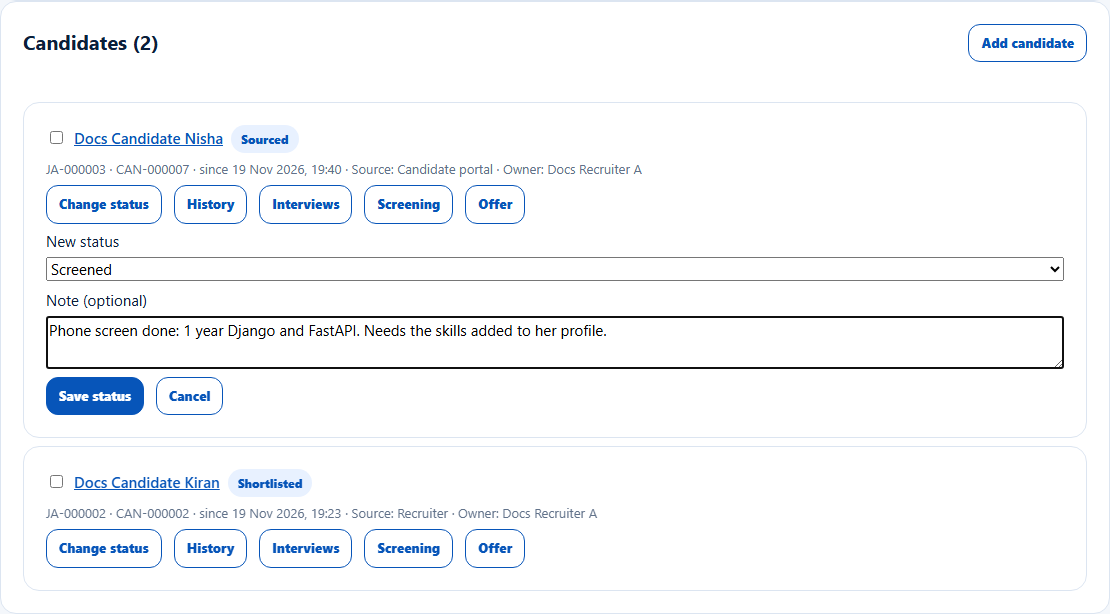 Candidates (2)
Add candidate
Docs Candidate Nisha Sourced
JA-000003 · CAN-000007 · since 19 Nov 2026, 19:40 · Source: Candidate portal · Owner: Docs Recruiter A
Change status History Interviews Screening Offer
New status
Screened
Note (optional)
Phone screen done: 1 year Django and FastAPI. Needs the skills added to her profile.
Save status Cancel
Docs Candidate Kiran Shortlisted
JA-000002 · CAN-000002 · since 19 Nov 2026, 19:23 · Source: Recruiter · Owner: Docs Recruiter A
Change status History Interviews Screening Offer